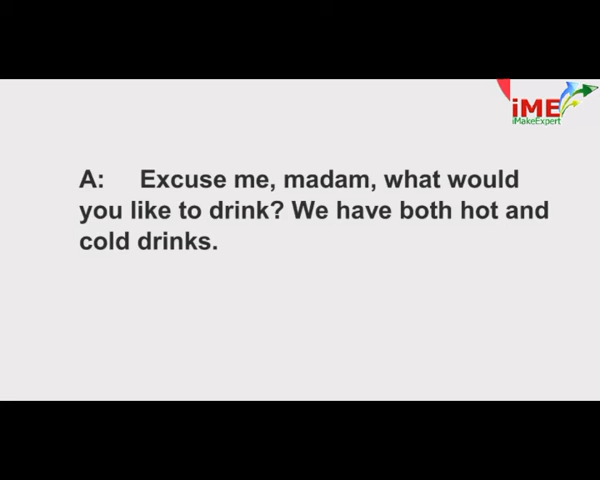 iME
iMakeExpert
A: Excuse me, madam, what would
you like to drink? We have both hot and
cold drinks.